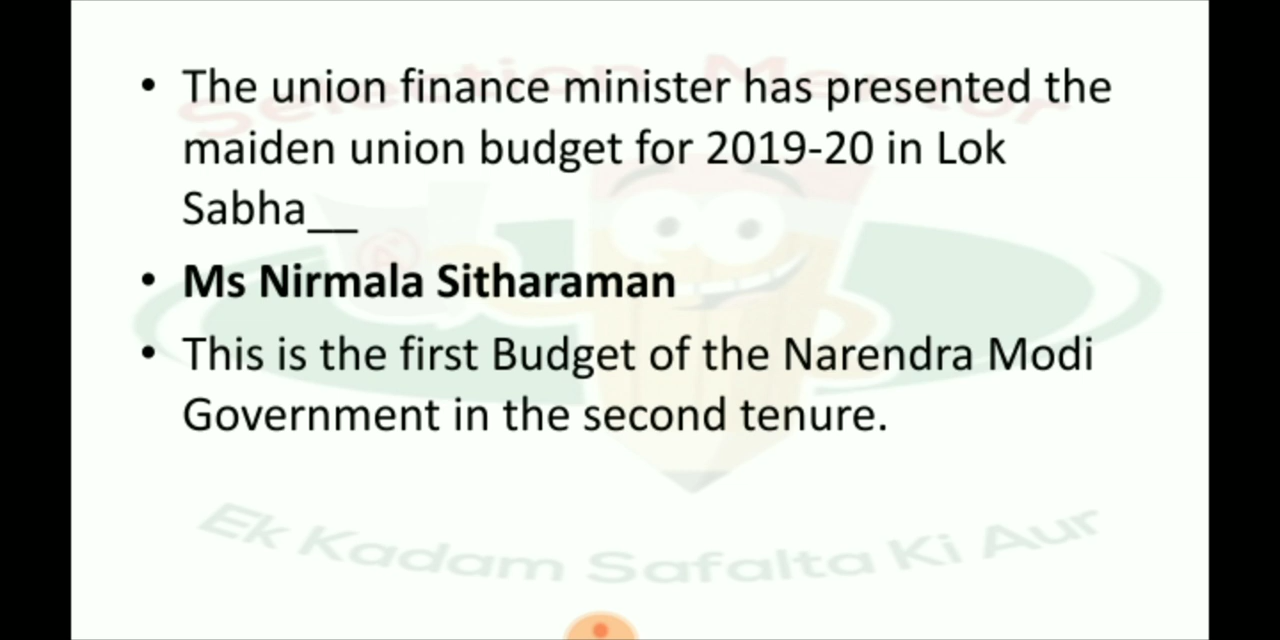 Selection Mentor
• The union finance minister has presented the
maiden union budget for 2019-20 in Lok
Sabha__
• Ms Nirmala Sitharaman
• This is the first Budget of the Narendra Modi
Government in the second tenure.
Ek Kadam Safalta Ki Aur